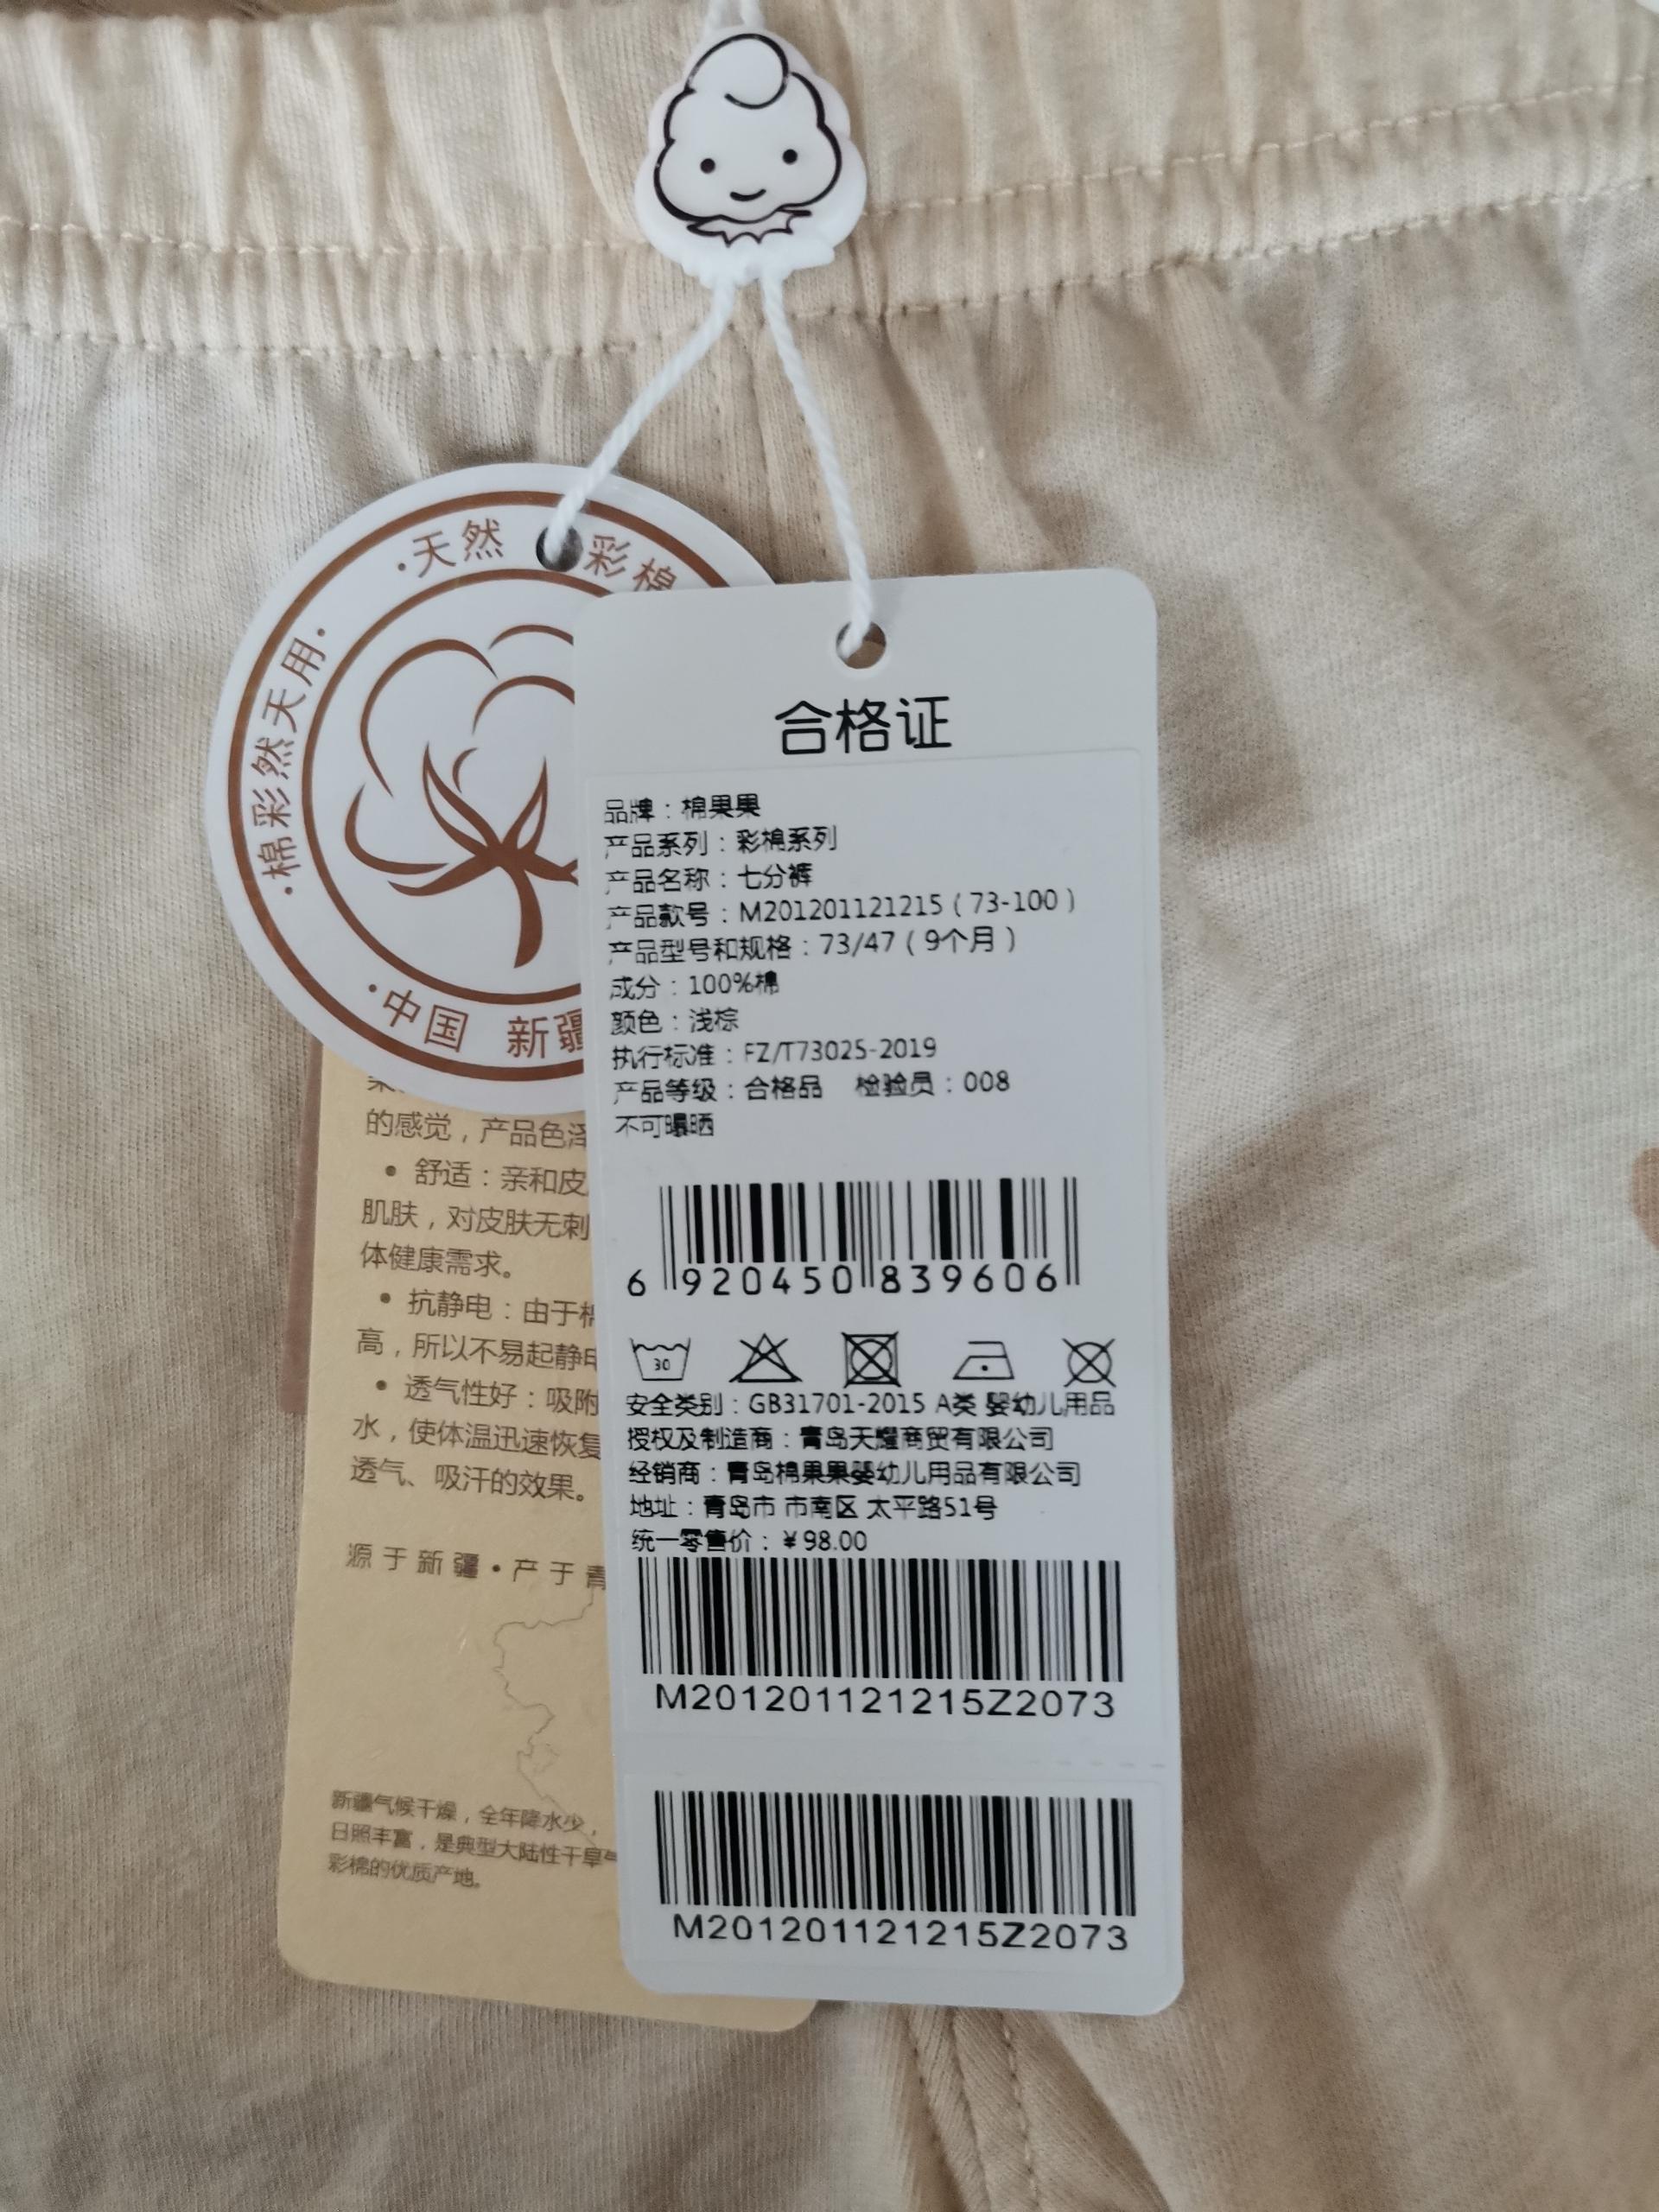 ·天然 彩棉
·棉彩然天用·
·中国 新疆
合格证
品牌：棉果果
产品系列：彩棉系列
产品名称：七分裤
产品款号：M201201121215（73-100）
产品型号和规格：73/47（9个月）
成分：100%棉
颜色：浅棕
执行标准：FZ/T73025-2019
产品等级：合格品 检验员：008
不可曝晒
6 920450 839606
30
安全类别：GB31701-2015 A类 婴幼儿用品
授权及制造商：青岛天耀商贸有限公司
经销商：青岛棉果果婴幼儿用品有限公司
地址：青岛市 市南区 太平路51号
统一零售价：￥98.00
M201201121215Z2073
M201201121215Z2073
的感觉，产品色泽
• 舒适：亲和皮
肌肤，对皮肤无刺
体健康需求。
• 抗静电：由于棉
高，所以不易起静电
• 透气性好：吸附
水，使体温迅速恢复
透气、吸汗的效果。
源于新疆·产于青
新疆气候干燥，全年降水少，
日照丰富，是典型大陆性干旱气
彩棉的优质产地。